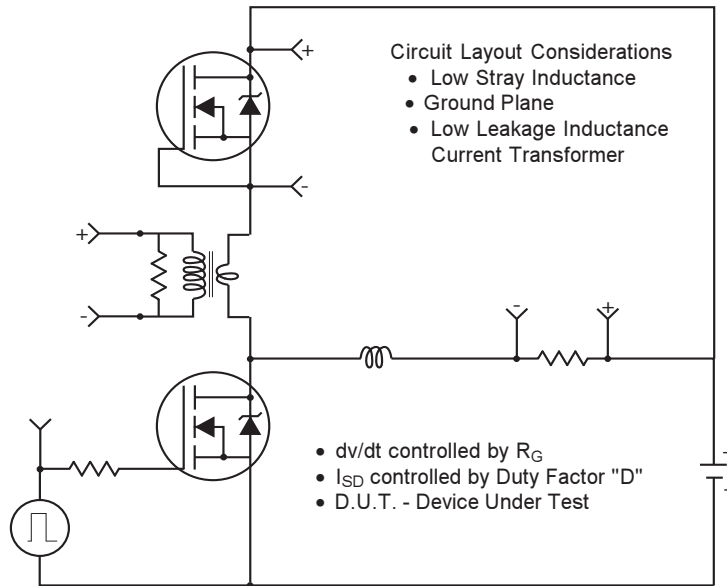 +
Circuit Layout Considerations
• Low Stray Inductance
• Ground Plane
• Low Leakage Inductance
Current Transformer
-
+
-
- +
• dv/dt controlled by RG
• ISD controlled by Duty Factor "D"
• D.U.T. - Device Under Test